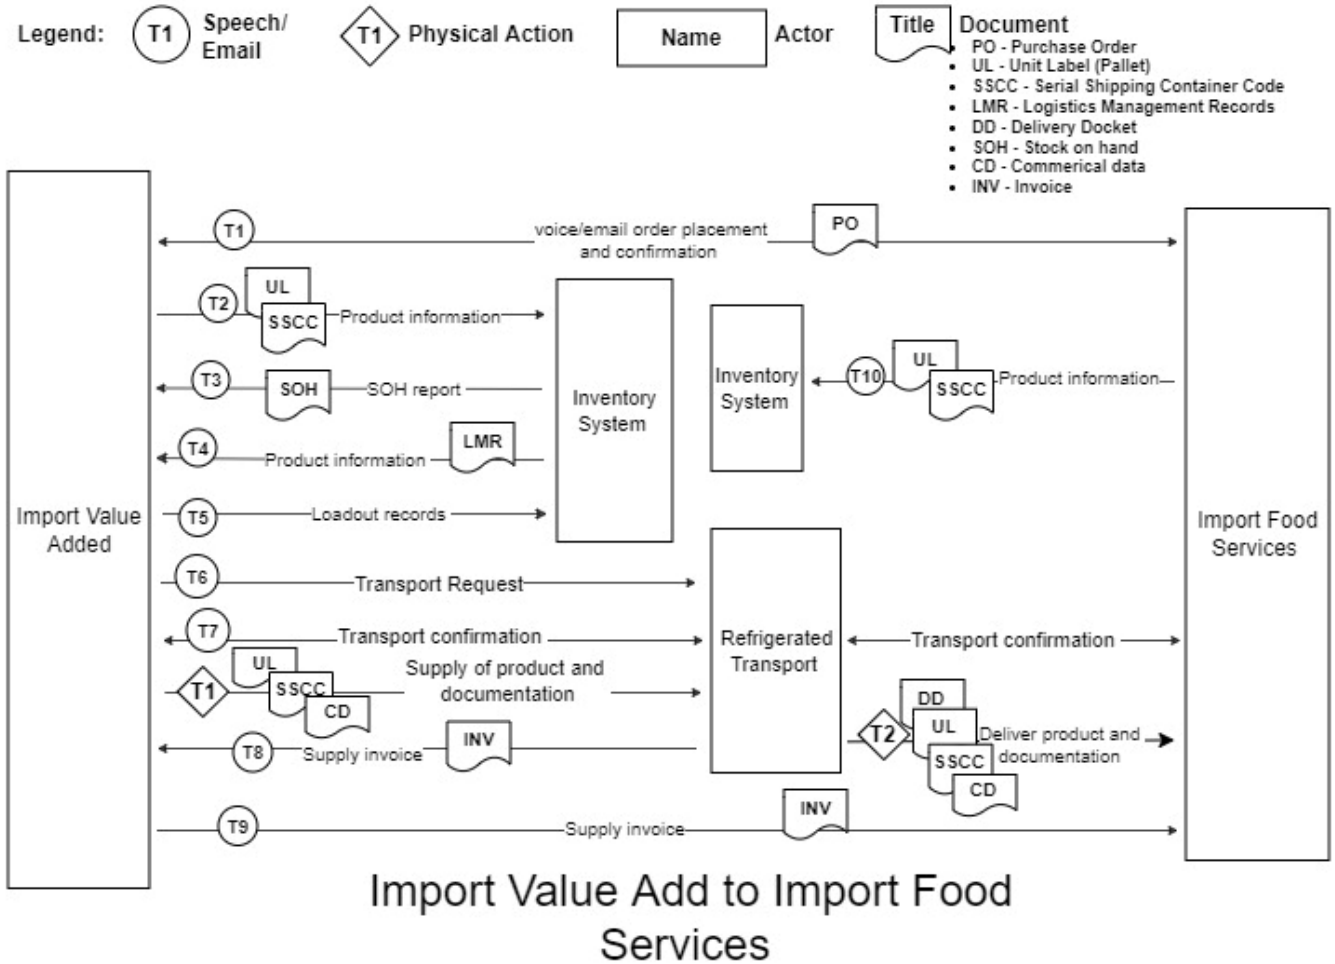 Legend:
T1
Speech/
Email
T1
Physical Action
Name
Actor
Title
Document
• PO - Purchase Order
• UL - Unit Label (Pallet)
• SSCC - Serial Shipping Container Code
• LMR - Logistics Management Records
• DD - Delivery Docket
• SOH - Stock on hand
• CD - Commerical data
• INV - Invoice
T1
voice/email order placement
and confirmation
PO
T2
UL
SSCC
Product information
T3
SOH
SOH report
T4
Product information
LMR
T5
Loadout records
Inventory
System
Inventory
System
T10
UL
SSCC
Product information
Import Value
Added
Import Food
Services
T6
Transport Request
T7
Transport confirmation
Refrigerated
Transport
Transport confirmation
T1
UL
SSCC
CD
Supply of product and
documentation
T2
DD
UL
SSCC
CD
Deliver product and
documentation
T8
Supply invoice
INV
T9
Supply invoice
INV
Import Value Add to Import Food
Services